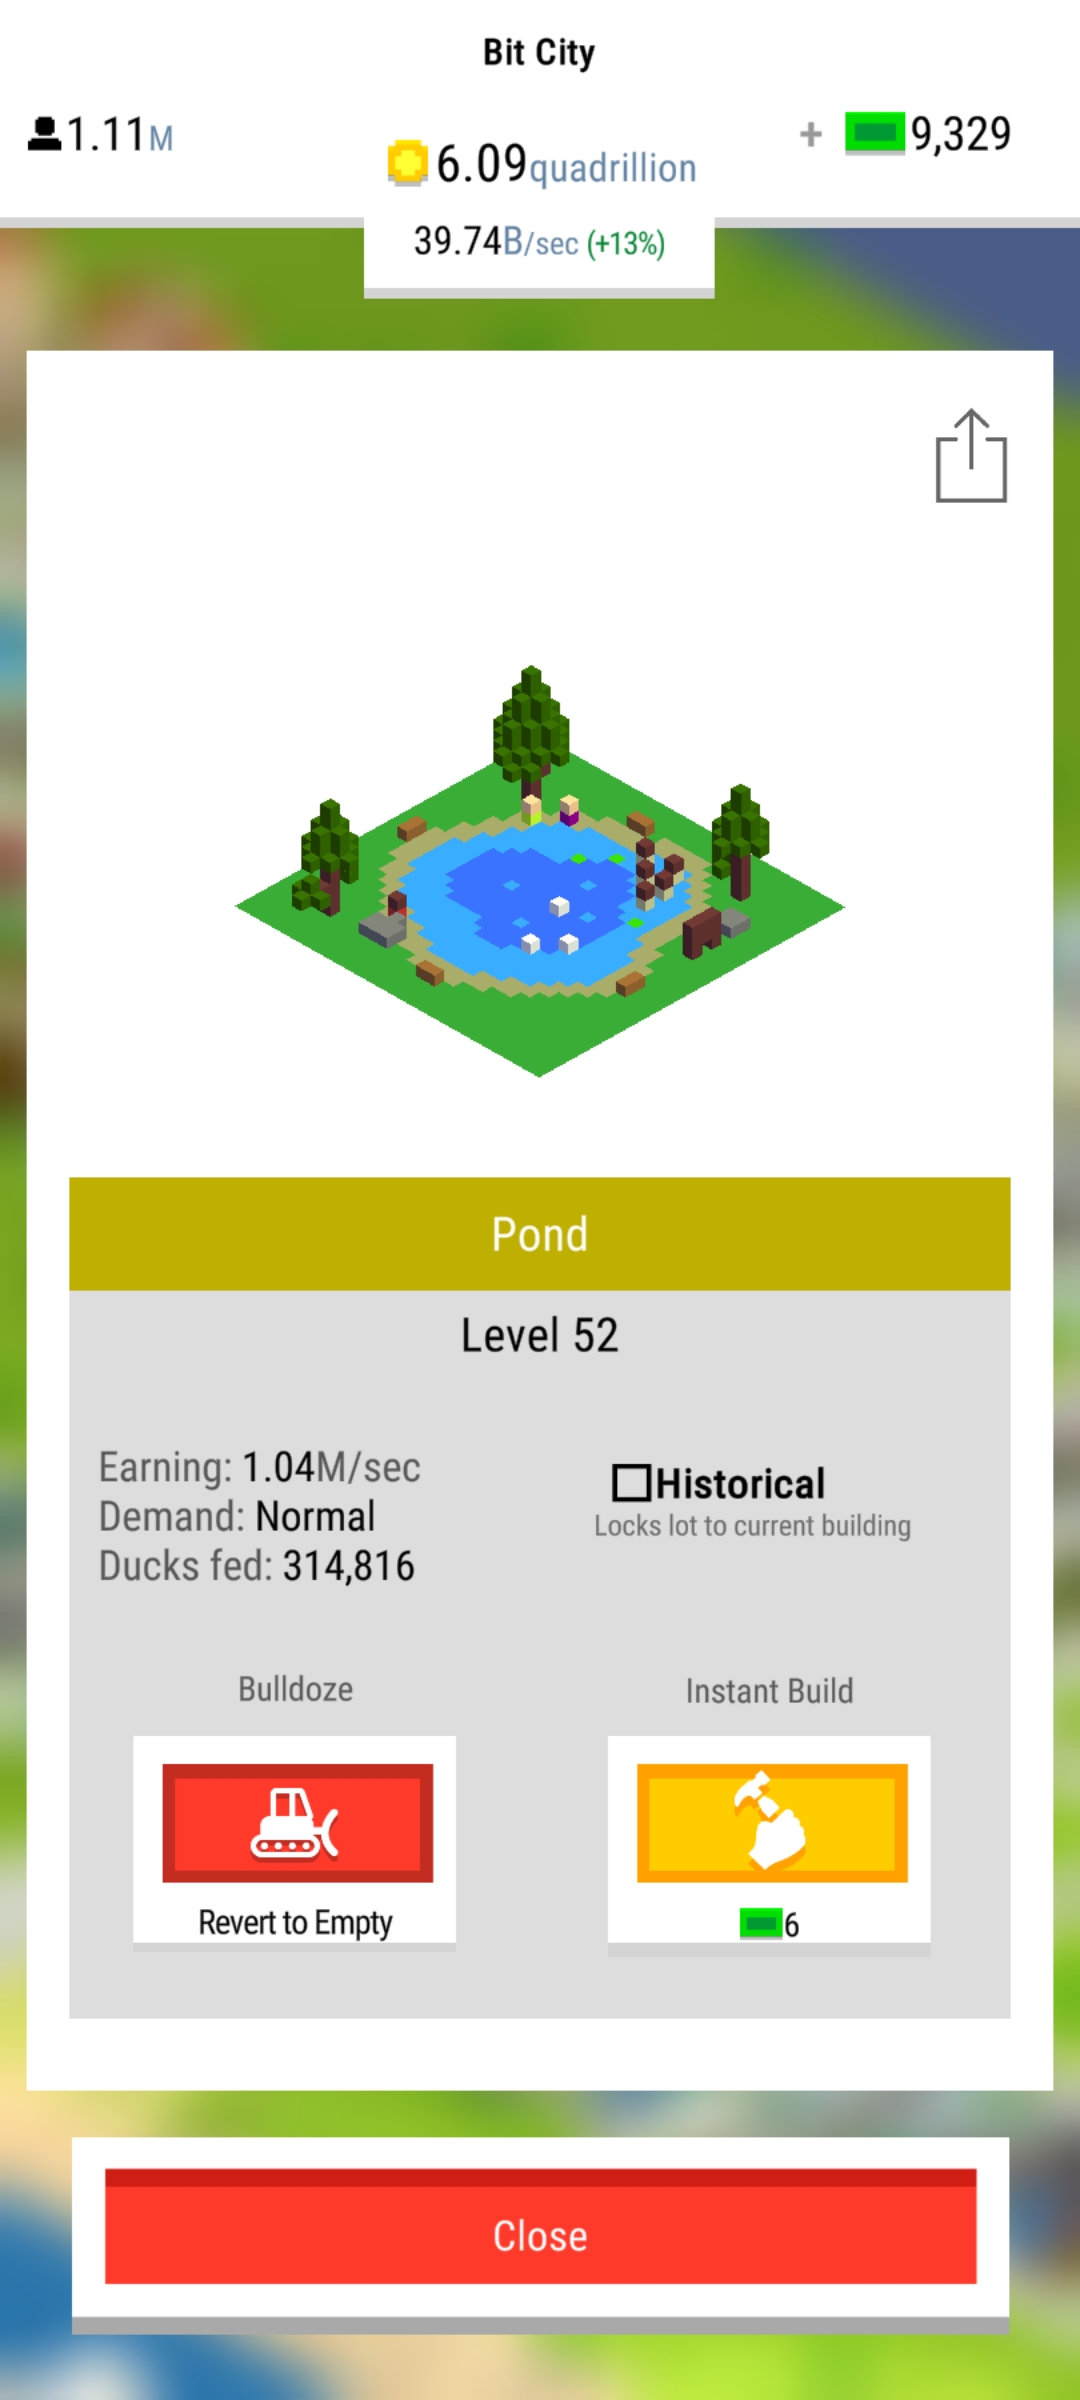 Bit City
1.11M
+ 9,329
6.09quadrillion
39.74B/sec (+13%)
Pond
Level 52
Earning: 1.04M/sec
Demand: Normal
Ducks fed: 314,816
Historical
Locks lot to current building
Bulldoze
Instant Build
Revert to Empty
6
Close